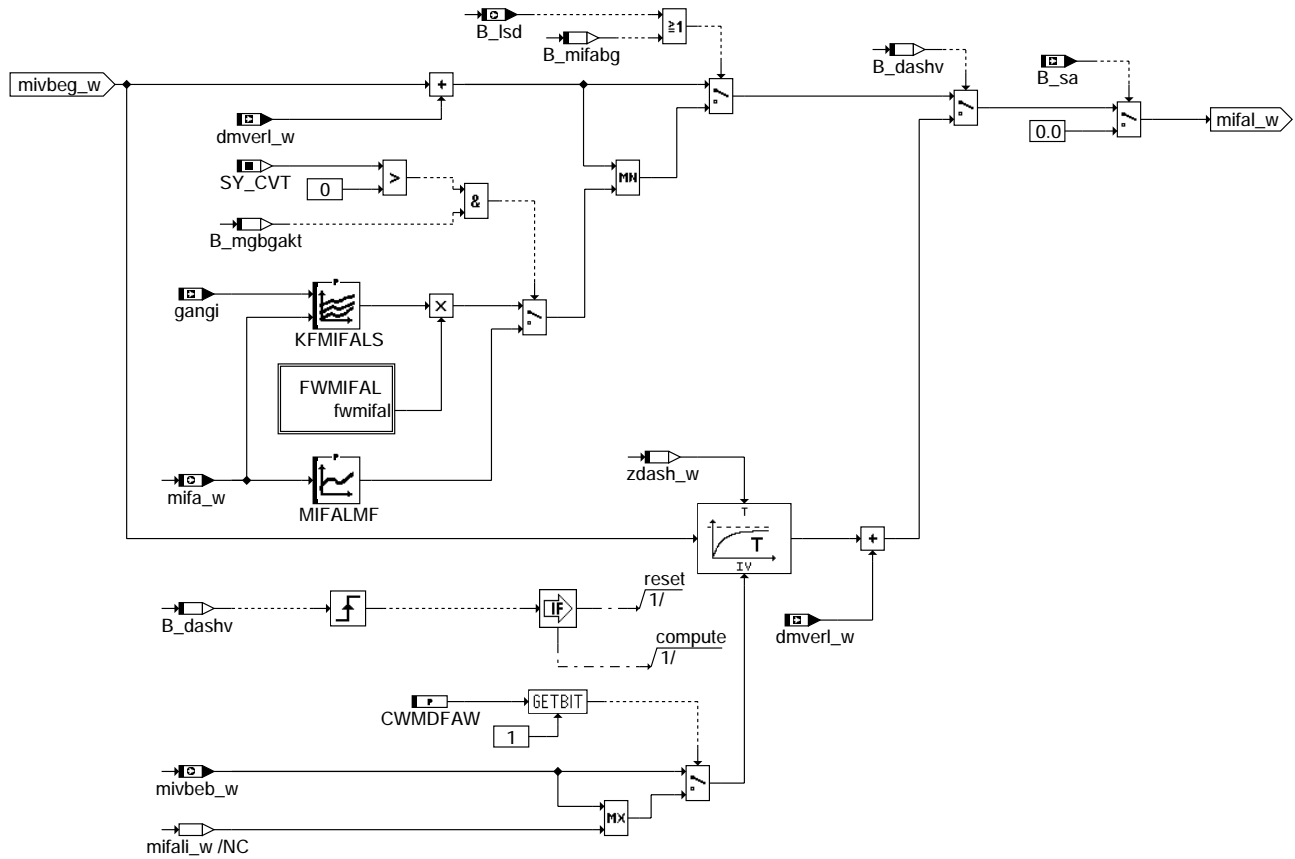 B_lsd
≥1
B_mifabg
B_dashv
B_sa
mivbeg_w
+
mifal_w
dmverl_w
0.0
SY_CVT
>
0
MN
&
B_mgbgakt
P
gangi
X
KFMIFALS
FWMIFAL
fwmifal
P
zdash_w
mifa_w
MIFALMF
T
T
+
IV
reset
1/
B_dashv
IF
dmverl_w
compute
1/
P
GETBIT
CWMDFAW
1
mivbeb_w
MX
mifali_w /NC